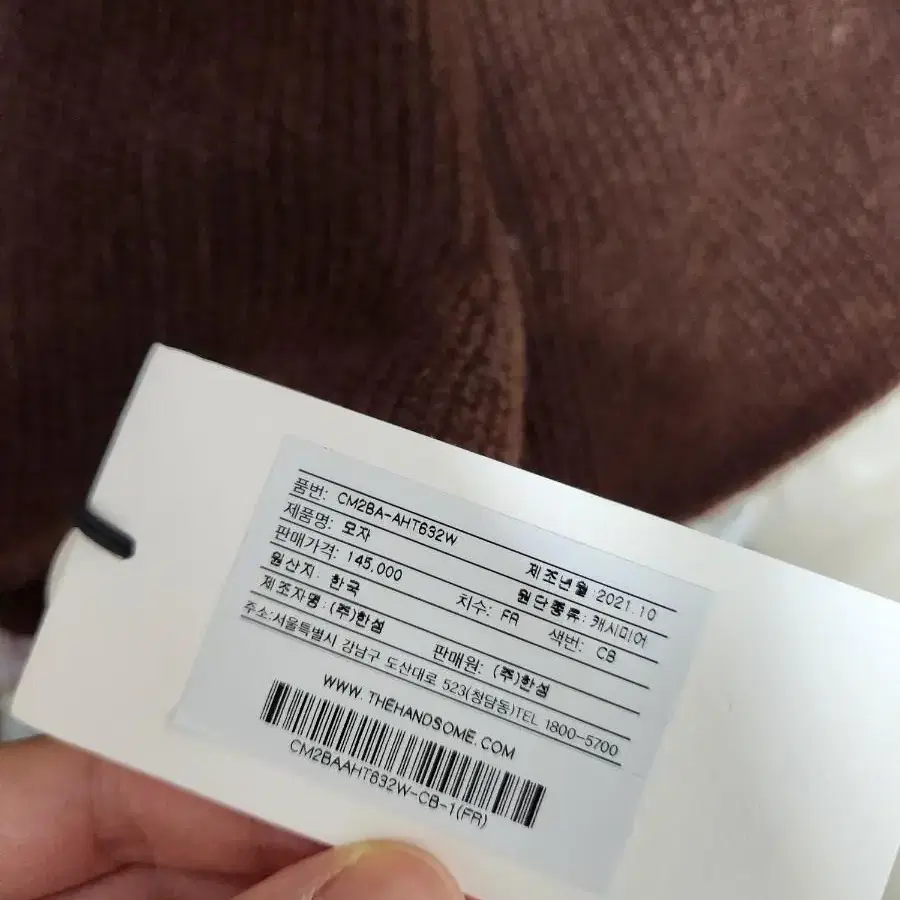 품번: CM2BA-AHT632W
제품명: 모자 제조년월:2021.10
판매가격: 145,000 원단종류:캐시미어
원산지: 한국 치수: FR 색번: CB
제조자명:(주)한섬 판매원: (주)한섬
주소:서울특별시 강남구 도산대로 523(청담동)TEL 1800-5700
WWW.THEHANDSOME.COM
CM2BAAHT632W-CB-1(FR)